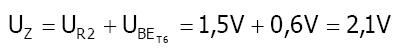 U_Z = U_R2 + U_BE_T6 = 1,5V + 0,6V = 2,1V